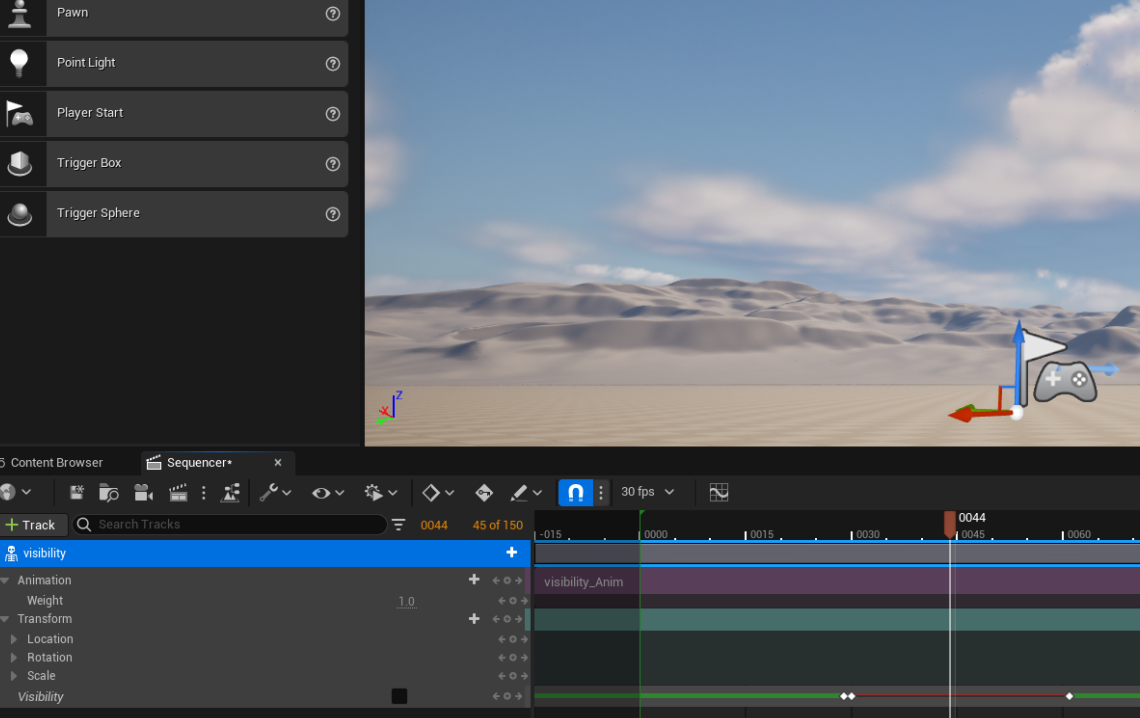 Pawn
Point Light
Player Start
Trigger Box
Trigger Sphere
Z
X
Content Browser
Sequencer*
30 fps
Track
Search Tracks
0044
45 of 150
0044
-015
0000
0015
0030
0045
0060
visibility
Animation
visibility_Anim
Weight
1.0
Transform
Location
Rotation
Scale
Visibility